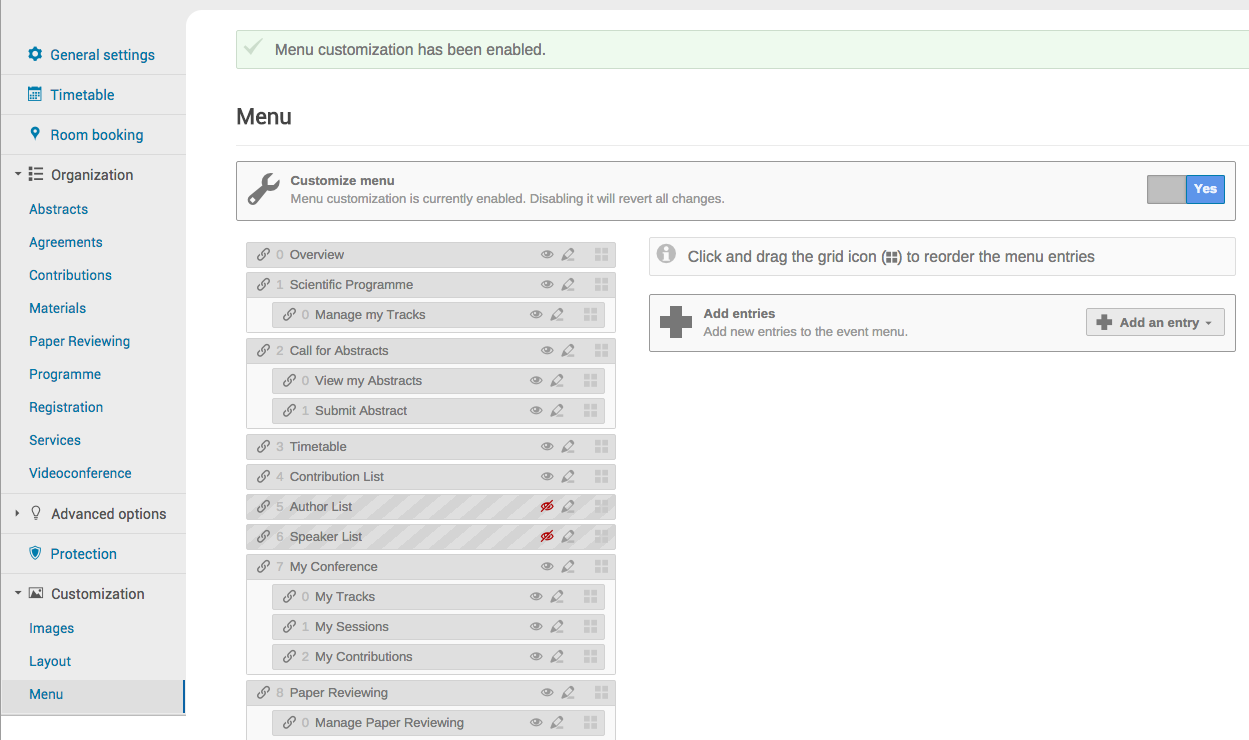 General settings
Timetable
Room booking
Organization
Abstracts
Agreements
Contributions
Materials
Paper Reviewing
Programme
Registration
Services
Videoconference
Advanced options
Protection
Customization
Images
Layout
Menu
Menu customization has been enabled.
Menu
Customize menu
Menu customization is currently enabled. Disabling it will revert all changes.
Yes
0 Overview
1 Scientific Programme
0 Manage my Tracks
2 Call for Abstracts
0 View my Abstracts
1 Submit Abstract
3 Timetable
4 Contribution List
5 Author List
6 Speaker List
7 My Conference
0 My Tracks
1 My Sessions
2 My Contributions
8 Paper Reviewing
0 Manage Paper Reviewing
Click and drag the grid icon () to reorder the menu entries
Add entries
Add new entries to the event menu.
Add an entry